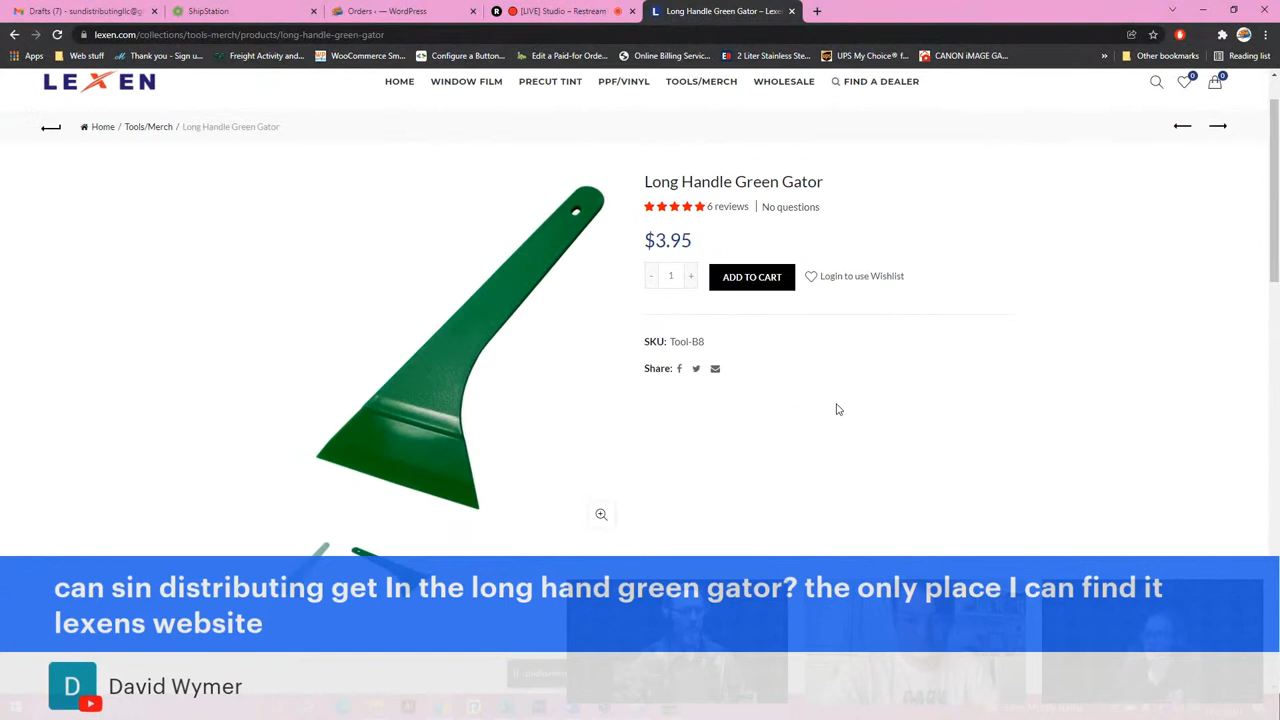 Drafts (2) - sundistributingllc@g
ShipStation
Orders ‹ — WordPress
[LIVE] Studio – Restream
Long Handle Green Gator – Lexen
lexen.com/collections/tools-merch/products/long-handle-green-gator
Apps
Web stuff
Thank you - Sign u...
Freight Activity and...
WooCommerce Sm...
Configure a Button...
Edit a Paid-for Orde...
Online Billing Servic...
2 Liter Stainless Ste...
UPS My Choice® f...
CANON iMAGE GA...
Other bookmarks
Reading list
LEXEN
HOME
WINDOW FILM
PRECUT TINT
PPF/VINYL
TOOLS/MERCH
WHOLESALE
FIND A DEALER
0
0
Home
Tools/Merch
Long Handle Green Gator
Long Handle Green Gator
6 reviews
No questions
$3.95
- 1 +
ADD TO CART
Login to use Wishlist
SKU: Tool-B8
Share:
can sin distributing get In the long hand green gator? the only place I can find it
lexens website
D
David Wymer